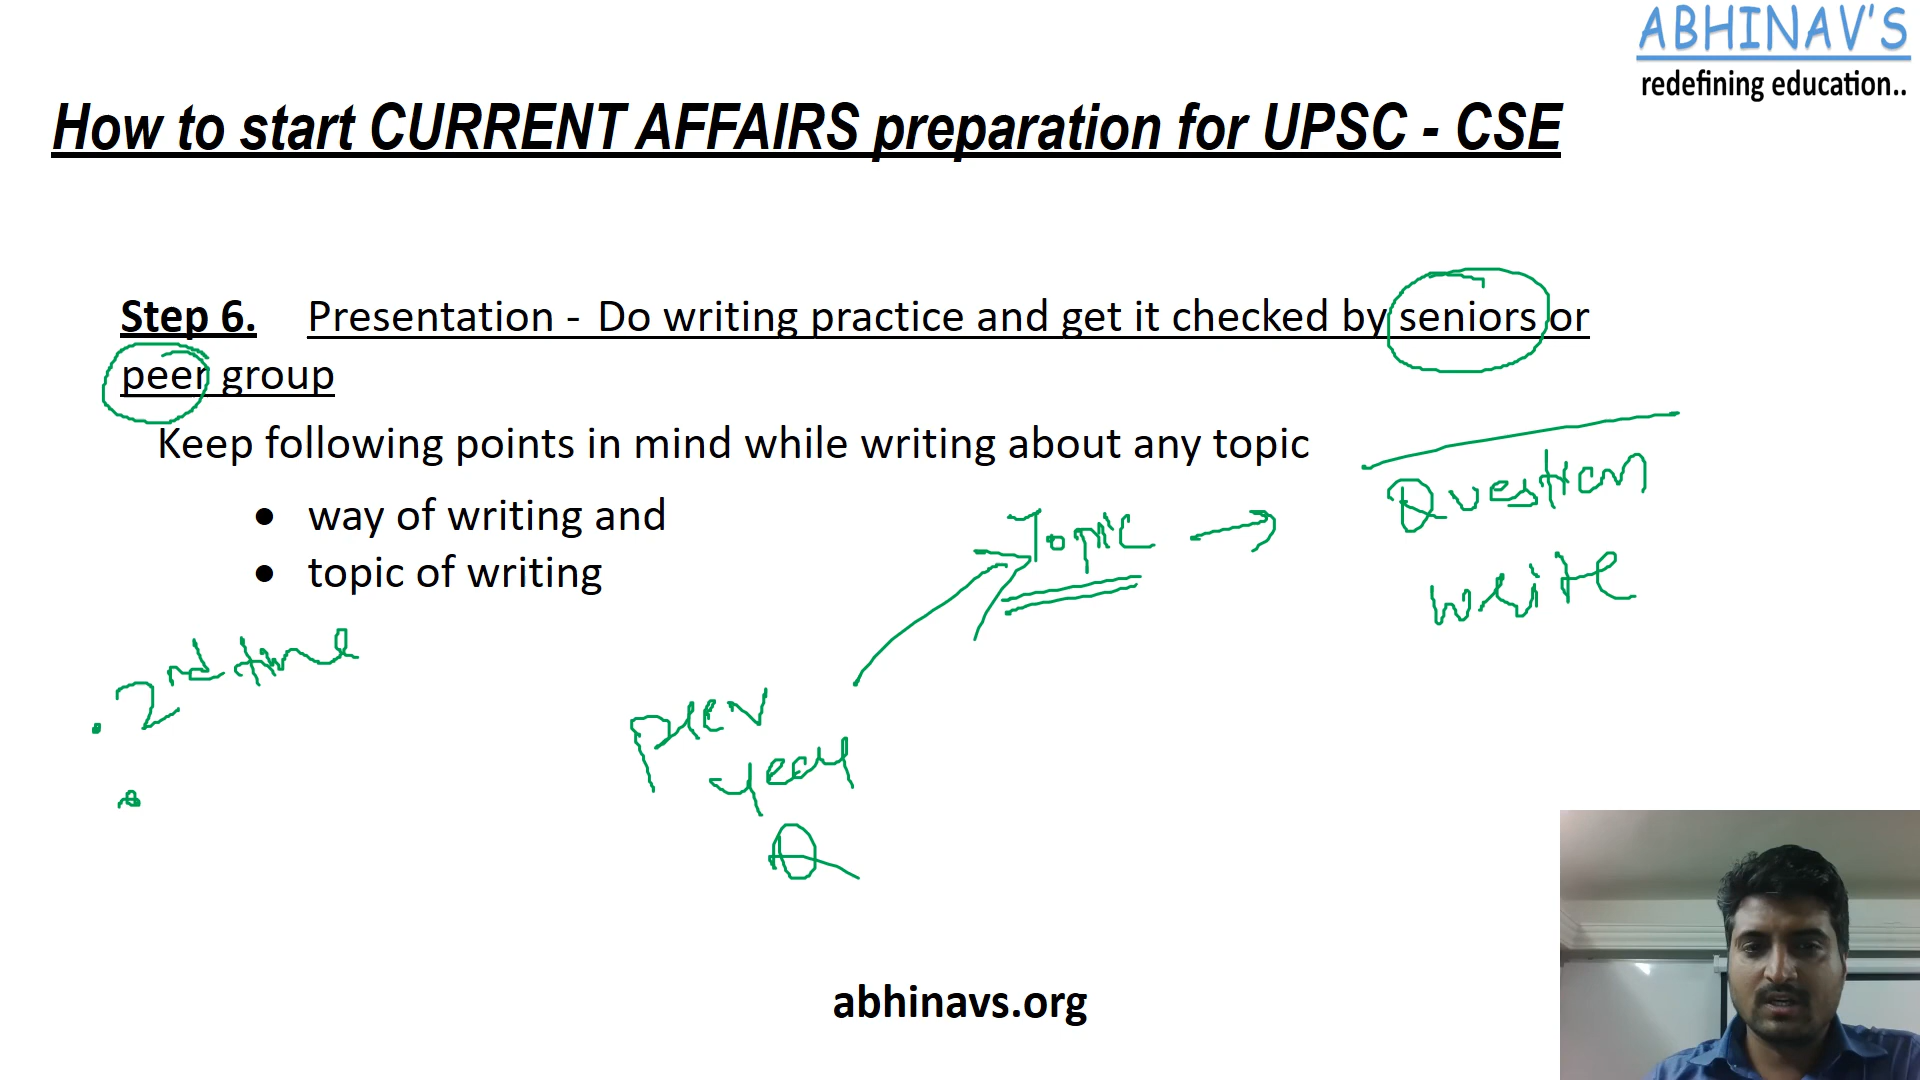 ABHINAV'S
redefining education..
How to start CURRENT AFFAIRS preparation for UPSC - CSE
Step 6. Presentation - Do writing practice and get it checked by seniors or
peer group
Keep following points in mind while writing about any topic
• way of writing and
• topic of writing
Topic → Question
write
. 2nd time
prev
year
Q
abhinavs.org